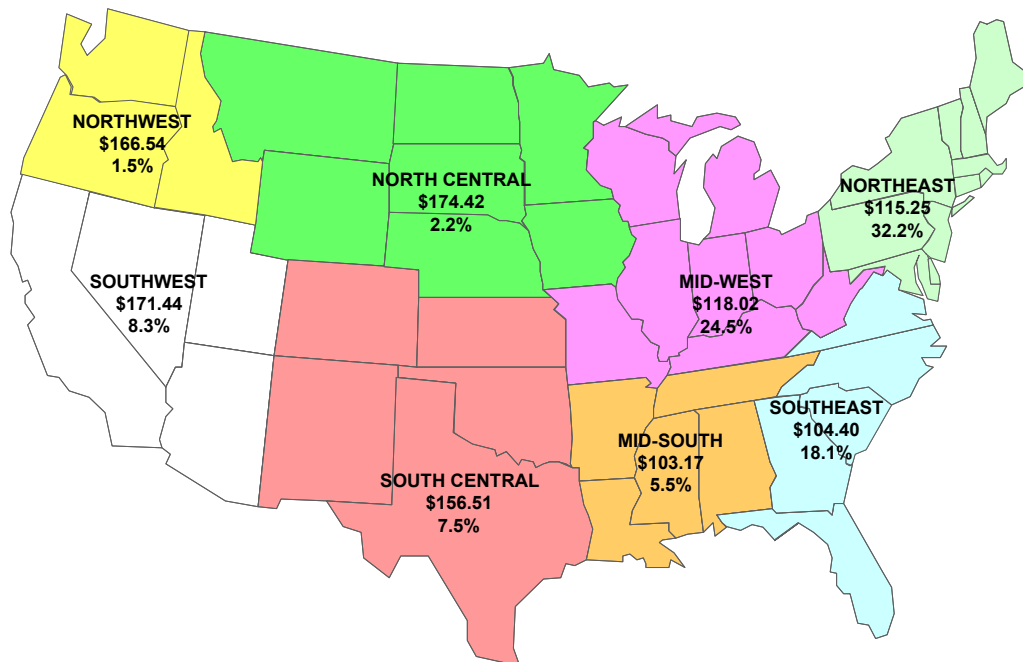 NORTHWEST
$166.54
1.5%
NORTH CENTRAL
$174.42
2.2%
NORTHEAST
$115.25
32.2%
SOUTHWEST
$171.44
8.3%
MID-WEST
$118.02
24.5%
SOUTHEAST
$104.40
18.1%
MID-SOUTH
$103.17
5.5%
SOUTH CENTRAL
$156.51
7.5%